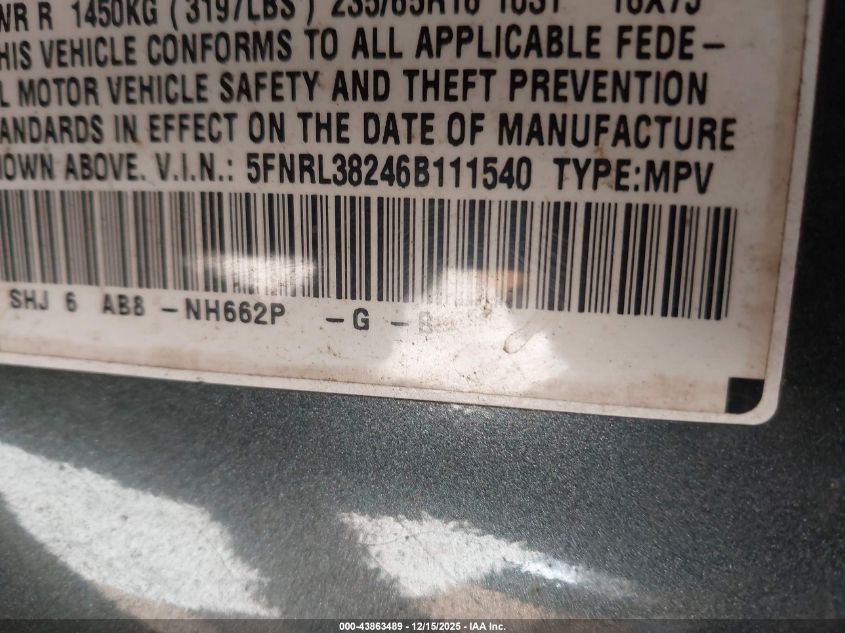 WR R 1450KG (3197LBS) 235/65R16 103T 16X7J
HIS VEHICLE CONFORMS TO ALL APPLICABLE FEDE-
L MOTOR VEHICLE SAFETY AND THEFT PREVENTION
ANDARDS IN EFFECT ON THE DATE OF MANUFACTURE
OWN ABOVE. V.I.N.: 5FNRL38246B111540 TYPE:MPV
SHJ 6 AB8 -NH662P -G -
000-43863489 - 12/15/2025 - IAA Inc.